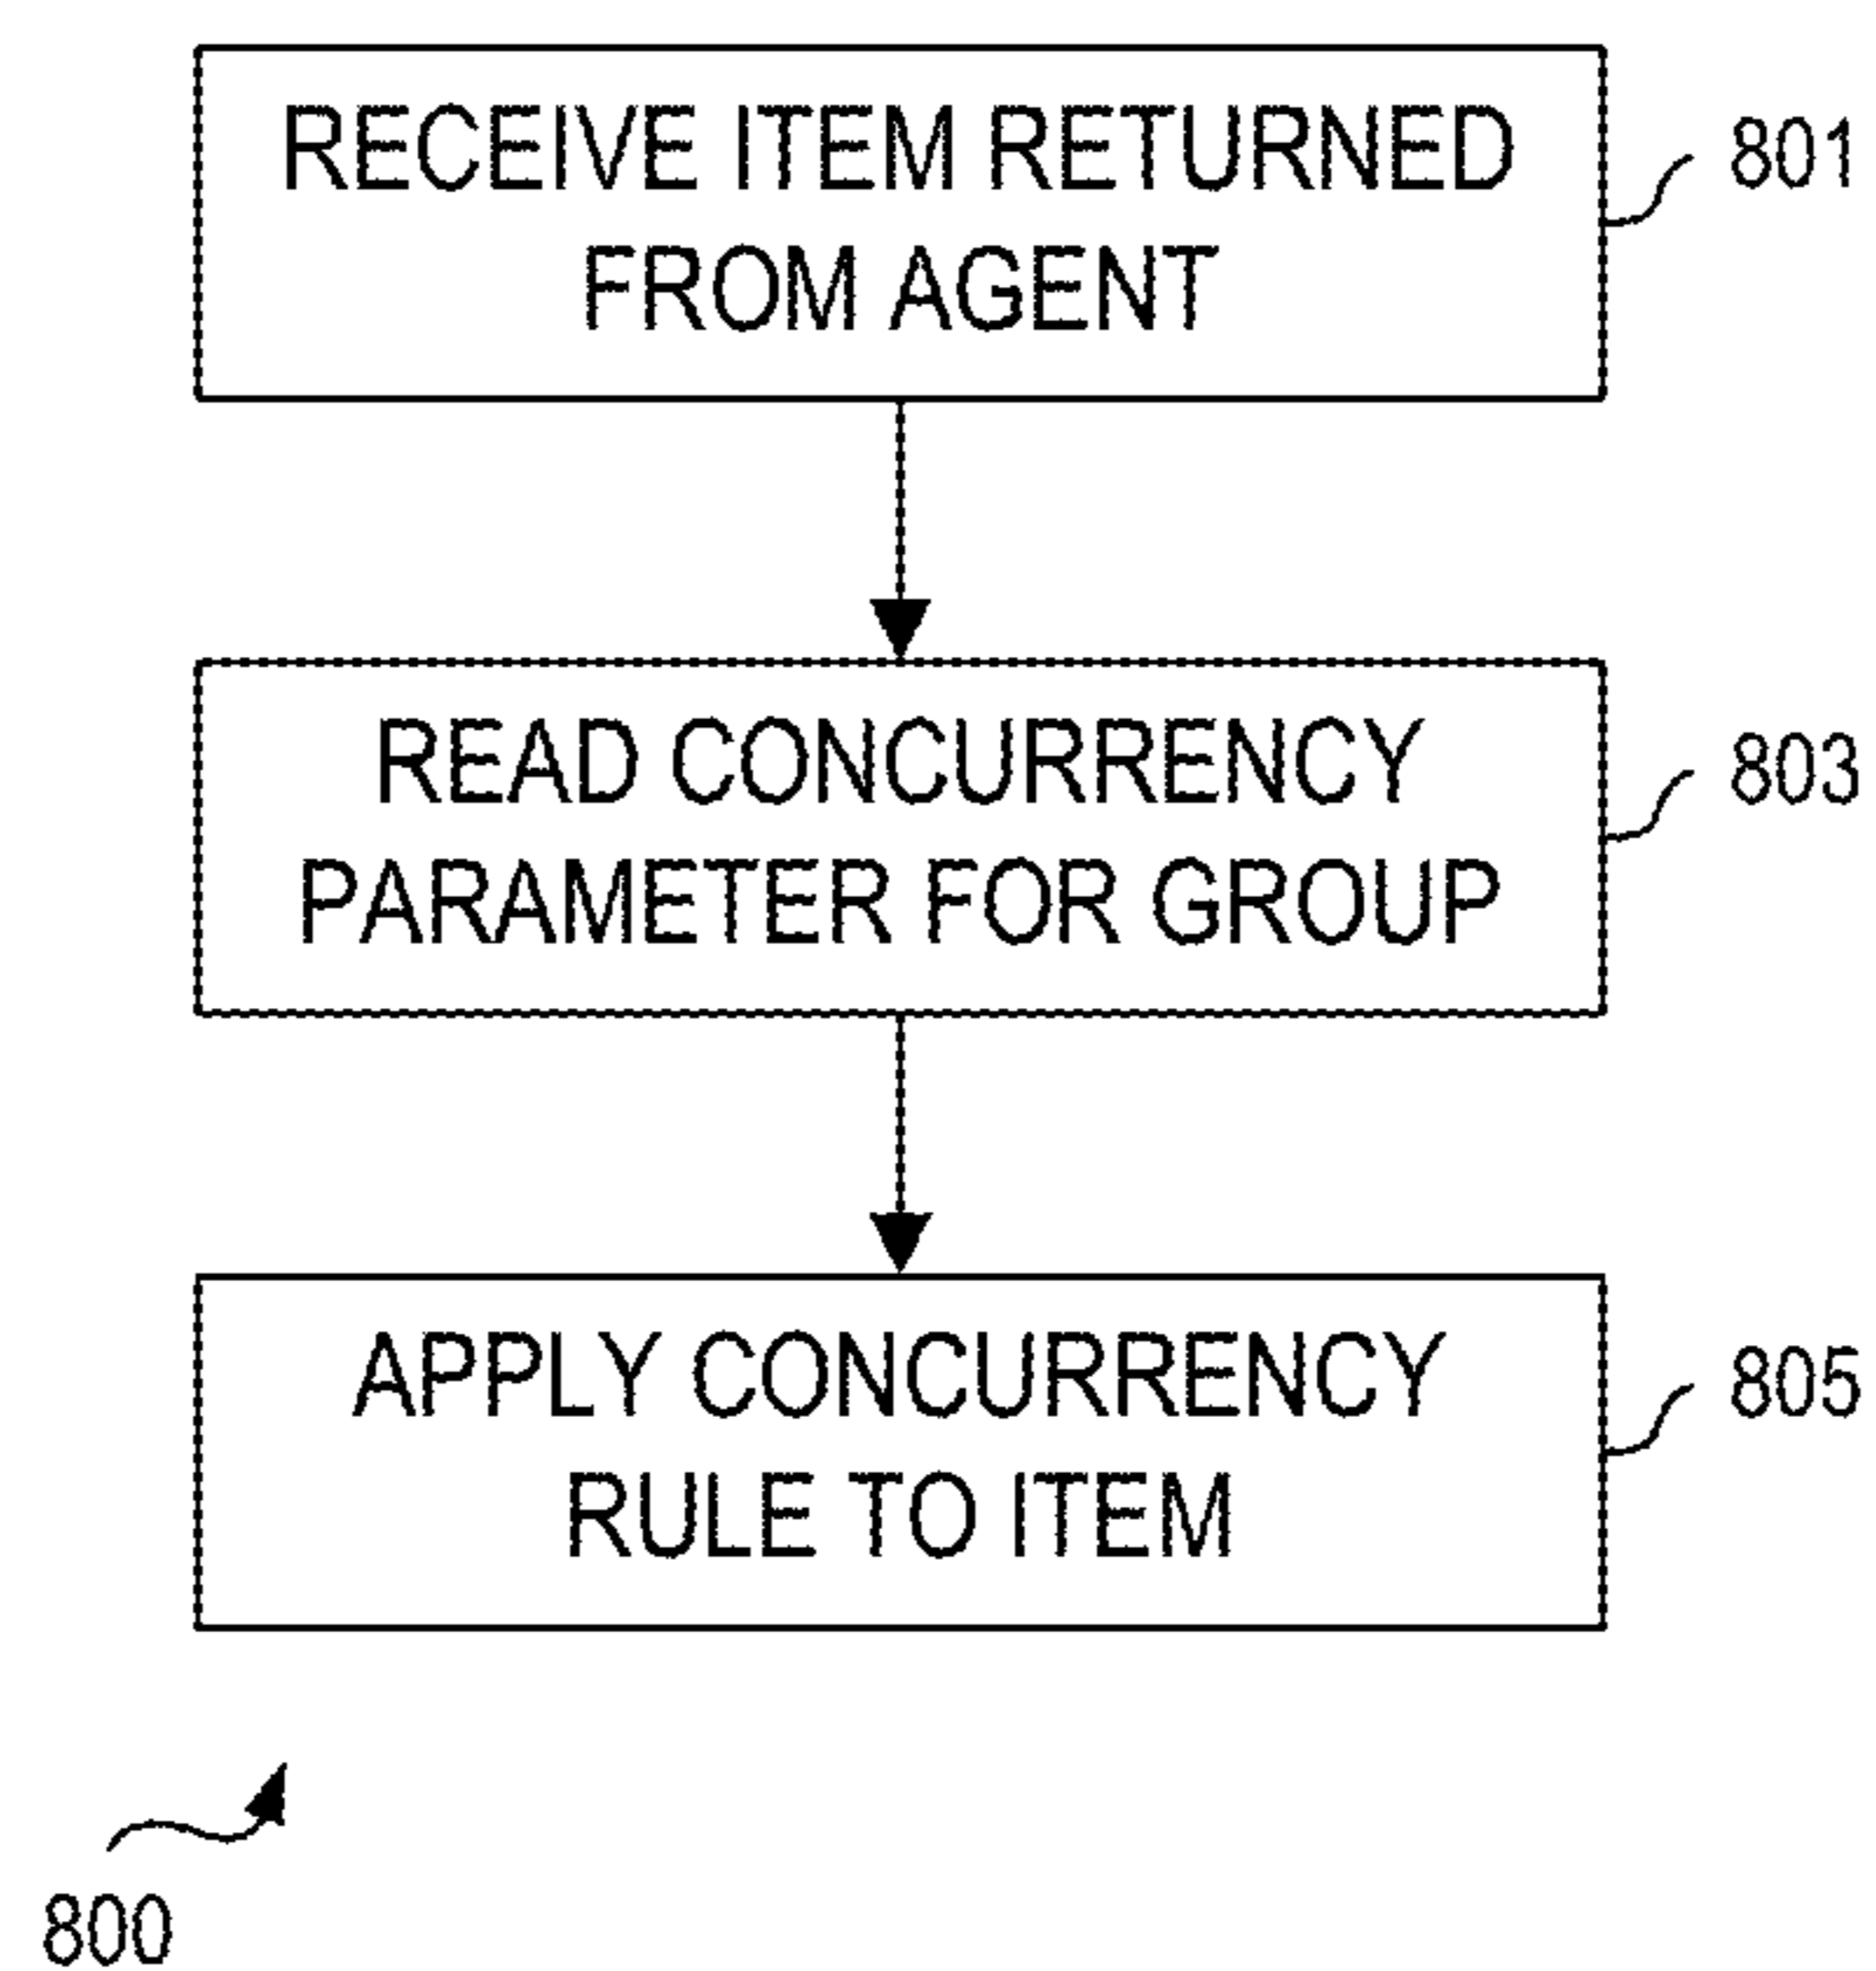 RECEIVE ITEM RETURNED
FROM AGENT
801
READ CONCURRENCY
PARAMETER FOR GROUP
803
APPLY CONCURRENCY
RULE TO ITEM
805
800